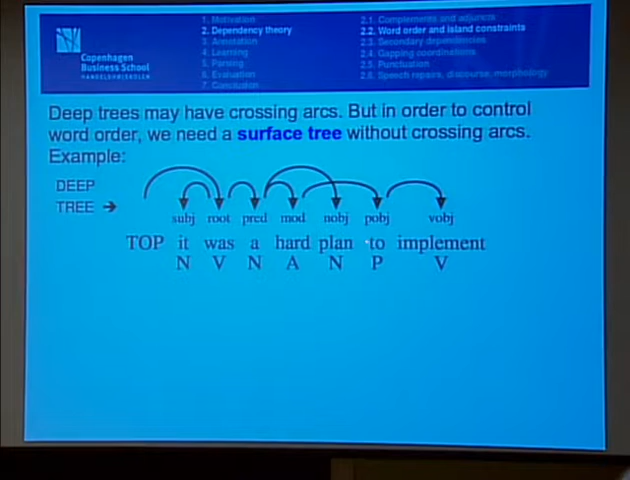 1. Motivation
2. Dependency theory
3. Annotation
4. Learning
5. Parsing
6. Evaluation
7. Conclusion
2.1. Complements and adjuncts
2.2. Word order and island constraints
2.3. Secondary dependencies
2.4. Gapping coordinations
2.5. Punctuation
2.6. Speech repairs, discourse, morphology
Copenhagen
Business School
HANDELSHØJSKOLEN
Deep trees may have crossing arcs. But in order to control
word order, we need a surface tree without crossing arcs.
Example:
DEEP
TREE →
subj root pred mod nobj pobj vobj
TOP it was a hard plan to implement
N V N A N P V